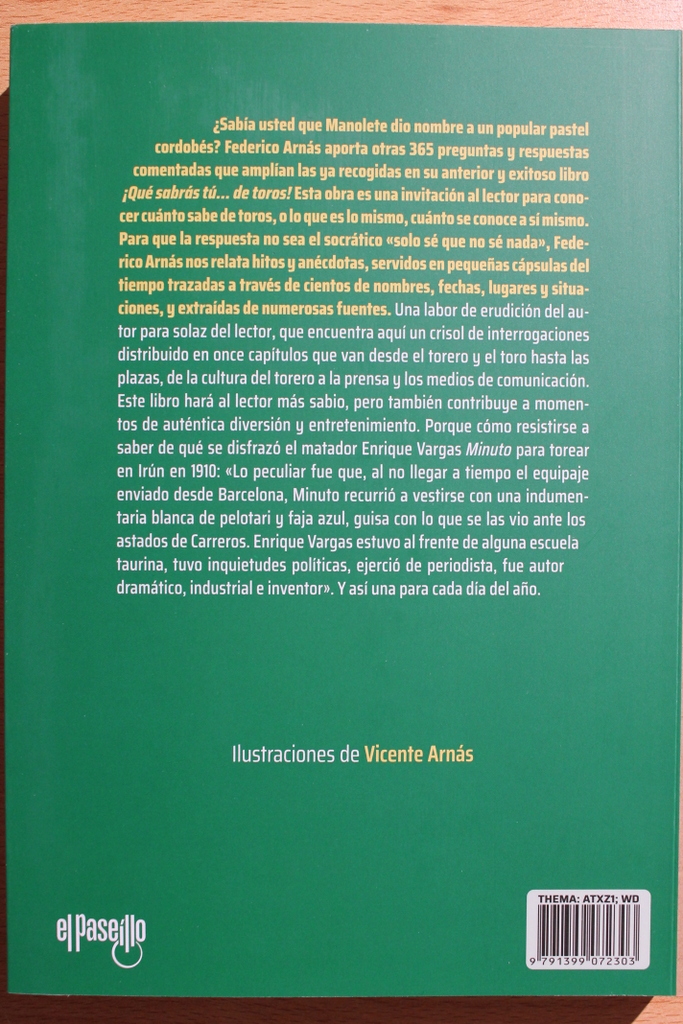 ¿Sabía usted que Manolete dio nombre a un popular pastel
cordobés? Federico Arnás aporta otras 365 preguntas y respuestas
comentadas que amplían las ya recogidas en su anterior y exitoso libro
¡Qué sabrás tú... de toros! Esta obra es una invitación al lector para cono-
cer cuánto sabe de toros, o lo que es lo mismo, cuánto se conoce a sí mismo.
Para que la respuesta no sea el socrático «solo sé que no sé nada», Fede-
rico Arnás nos relata hitos y anécdotas, servidos en pequeñas cápsulas del
tiempo trazadas a través de cientos de nombres, fechas, lugares y situa-
ciones, y extraídas de numerosas fuentes. Una labor de erudición del au-
tor para solaz del lector, que encuentra aquí un crisol de interrogaciones
distribuido en once capítulos que van desde el torero y el toro hasta las
plazas, de la cultura del torero a la prensa y los medios de comunicación.
Este libro hará al lector más sabio, pero también contribuye a momen-
tos de auténtica diversión y entretenimiento. Porque cómo resistirse a
saber de qué se disfrazó el matador Enrique Vargas Minuto para torear
en Irún en 1910: «Lo peculiar fue que, al no llegar a tiempo el equipaje
enviado desde Barcelona, Minuto recurrió a vestirse con una indumen-
taria blanca de pelotari y faja azul, guisa con lo que se las vio ante los
astados de Carreros. Enrique Vargas estuvo al frente de alguna escuela
taurina, tuvo inquietudes políticas, ejerció de periodista, fue autor
dramático, industrial e inventor». Y así una para cada día del año.
Ilustraciones de Vicente Arnás
el Paseíllo
THEMA: ATXZ1; WD
9 791399 072303